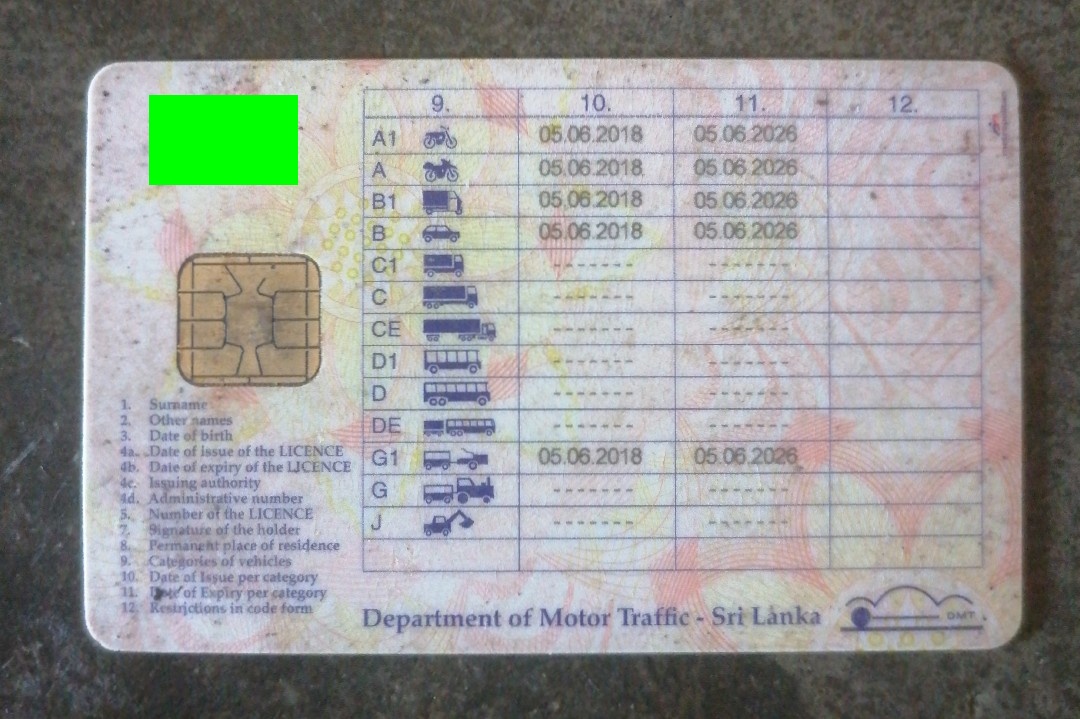 9. 10. 11. 12.
A1 05.06.2018 05.06.2026
A 05.06.2018 05.06.2026
B1 05.06.2018 05.06.2026
B 05.06.2018 05.06.2026
C1 ------- -------
C ------- -------
CE ------- -------
D1 ------- -------
D ------- -------
DE ------- -------
G1 05.06.2018 05.06.2026
G ------- -------
J ------- -------
1. Surname
2. Other names
3. Date of birth
4a. Date of issue of the LICENCE
4b. Date of expiry of the LICENCE
4c. Issuing authority
4d. Administrative number
5. Number of the LICENCE
7. Signature of the holder
8. Permanent place of residence
9. Categories of vehicles
10. Date of Issue per category
11. Date of Expiry per category
12. Restrictions in code form
Department of Motor Traffic - Sri Lanka
DMT